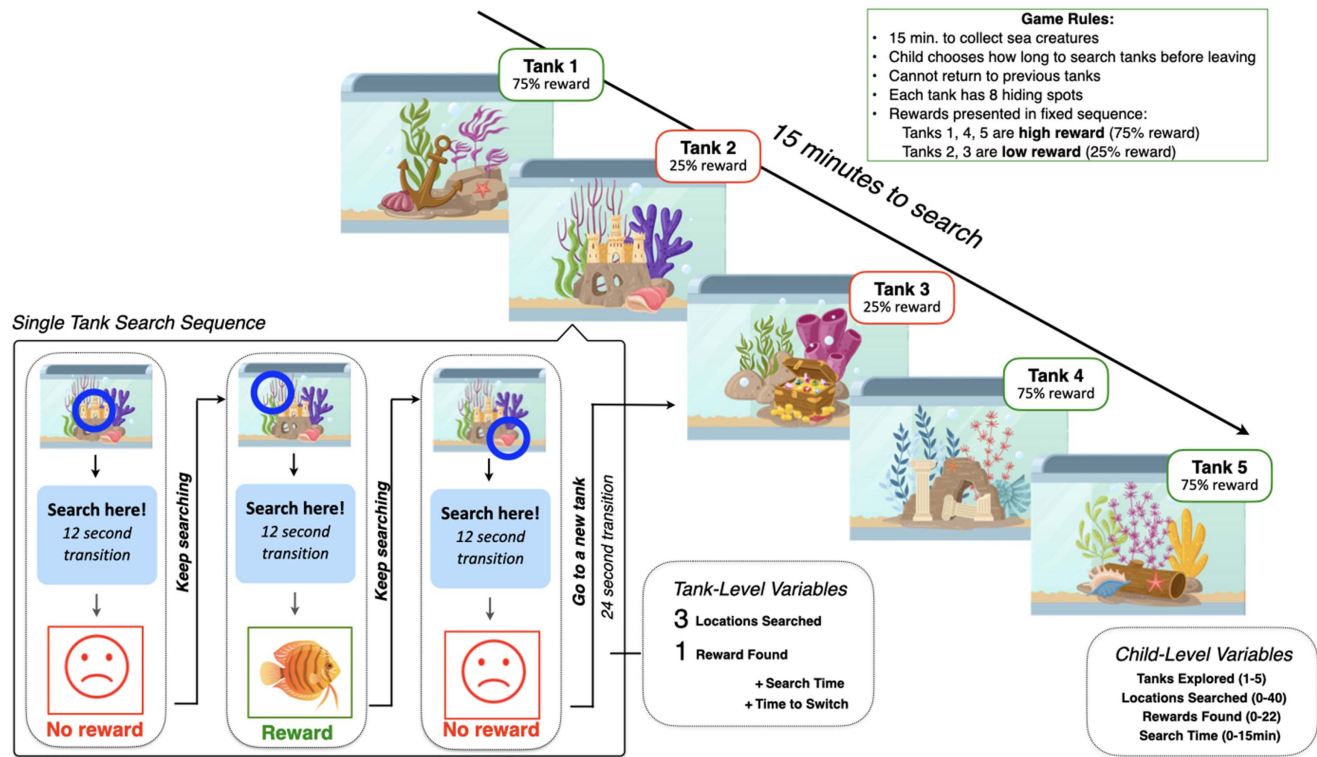 Game Rules:
• 15 min. to collect sea creatures
• Child chooses how long to search tanks before leaving
• Cannot return to previous tanks
• Each tank has 8 hiding spots
• Rewards presented in fixed sequence:
Tanks 1, 4, 5 are high reward (75% reward)
Tanks 2, 3 are low reward (25% reward)
Tank 1
75% reward
Tank 2
25% reward
15 minutes to search
Tank 3
25% reward
Tank 4
75% reward
Tank 5
75% reward
Single Tank Search Sequence
Search here!
12 second
transition
No reward
Keep searching
Search here!
12 second
transition
Reward
Keep searching
Search here!
12 second
transition
No reward
Go to a new tank
24 second transition
Tank-Level Variables
3 Locations Searched
1 Reward Found
+ Search Time
+ Time to Switch
Child-Level Variables
Tanks Explored (1-5)
Locations Searched (0-40)
Rewards Found (0-22)
Search Time (0-15min)